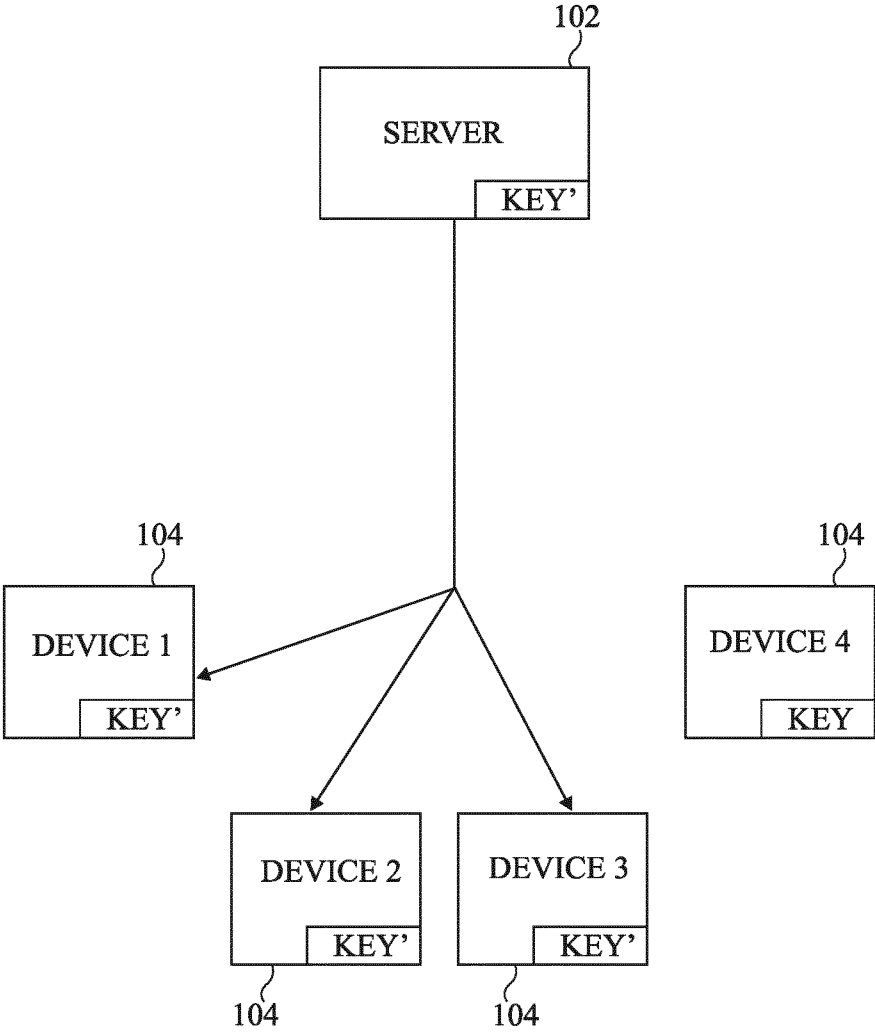 102
SERVER
KEY’
104
104
DEVICE 1
DEVICE 4
KEY’
KEY
DEVICE 2
DEVICE 3
KEY’
KEY’
104
104